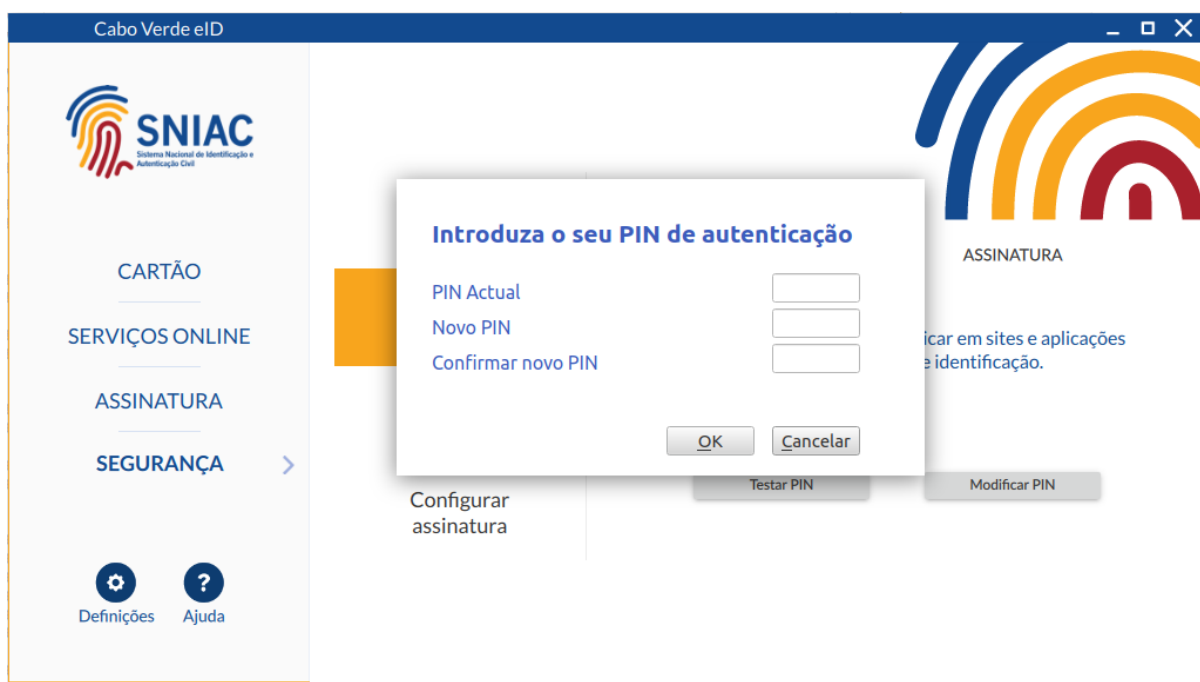 Cabo Verde eID
SNIAC
Sistema Nacional de Identificação e
Autenticação Civil
CARTÃO
SERVIÇOS ONLINE
ASSINATURA
SEGURANÇA
Definições
Ajuda
Introduza o seu PIN de autenticação
PIN Actual
Novo PIN
Confirmar novo PIN
OK
Cancelar
ASSINATURA
icar em sites e aplicações
e identificação.
Configurar
assinatura
Testar PIN
Modificar PIN